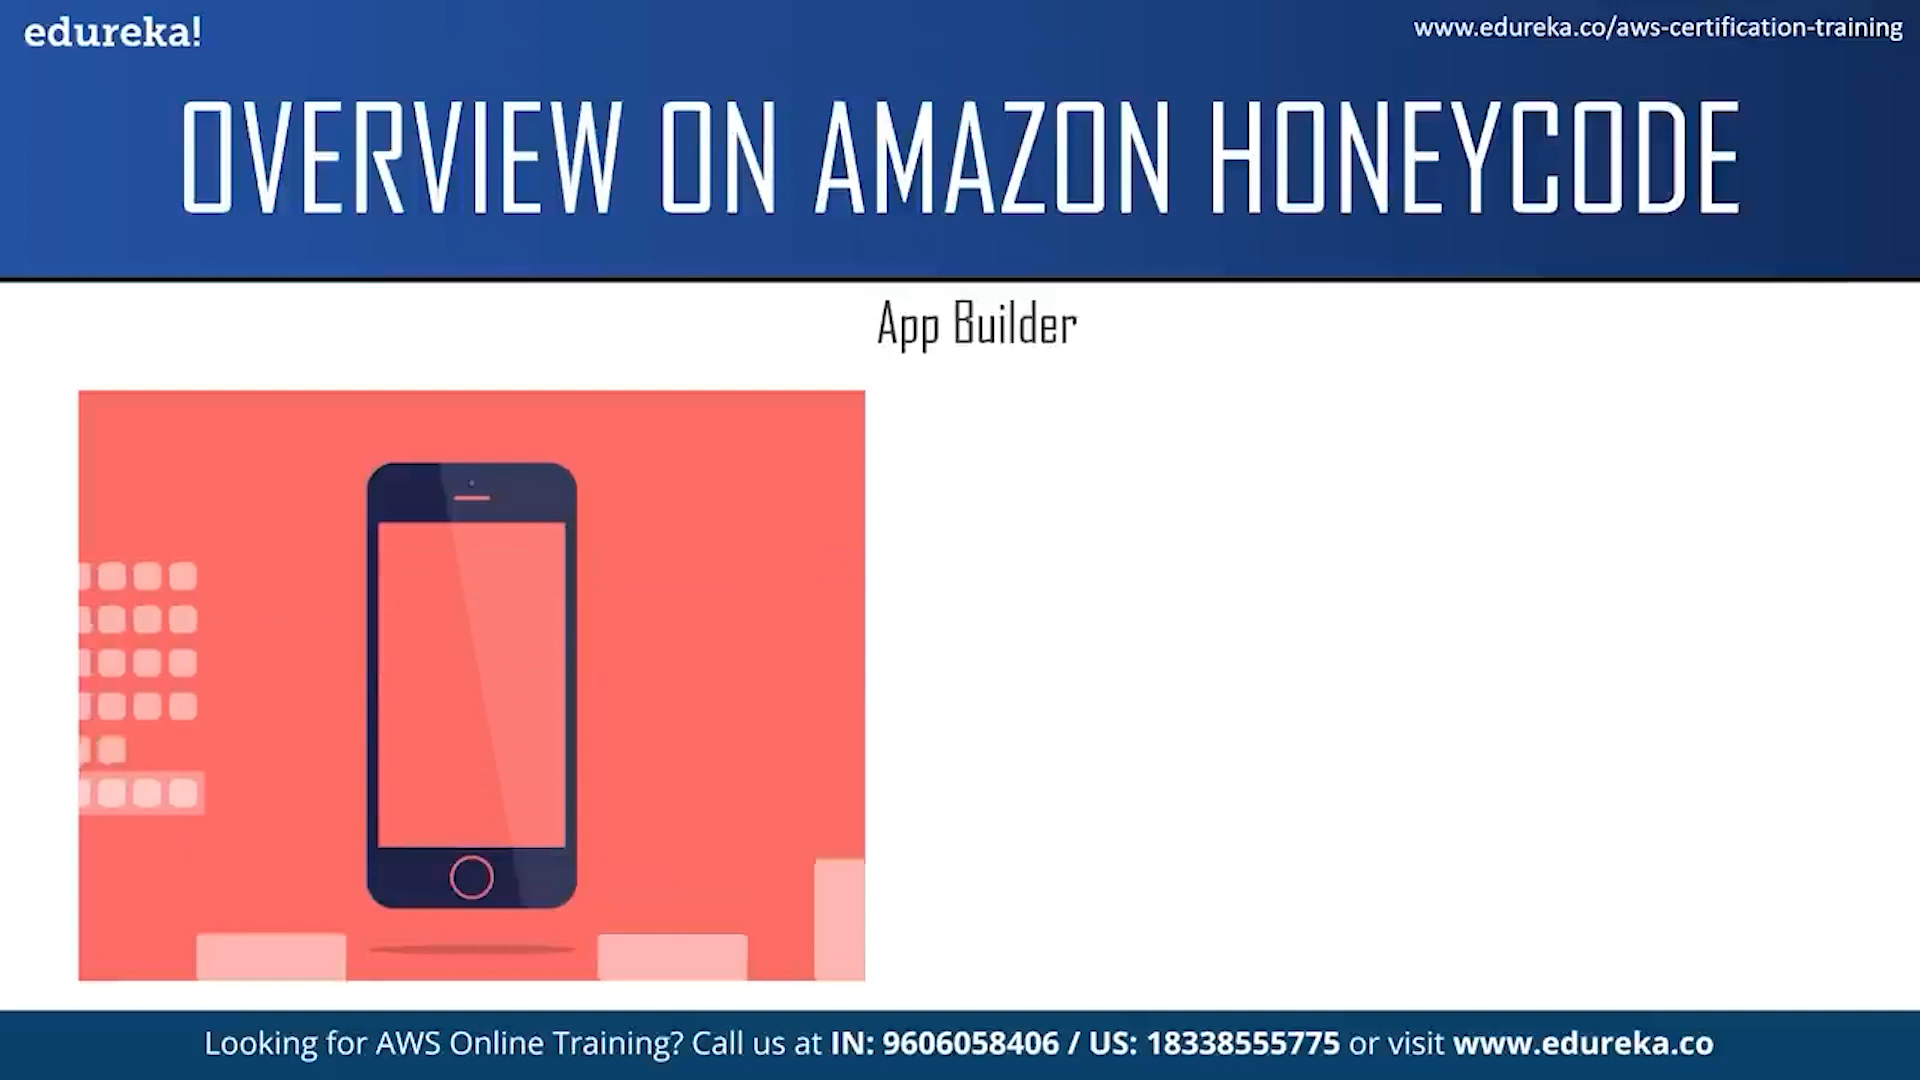 edureka!
www.edureka.co/aws-certification-training
OVERVIEW ON AMAZON HONEYCODE
App Builder
Looking for AWS Online Training? Call us at IN: 9606058406 / US: 18338555775 or visit www.edureka.co